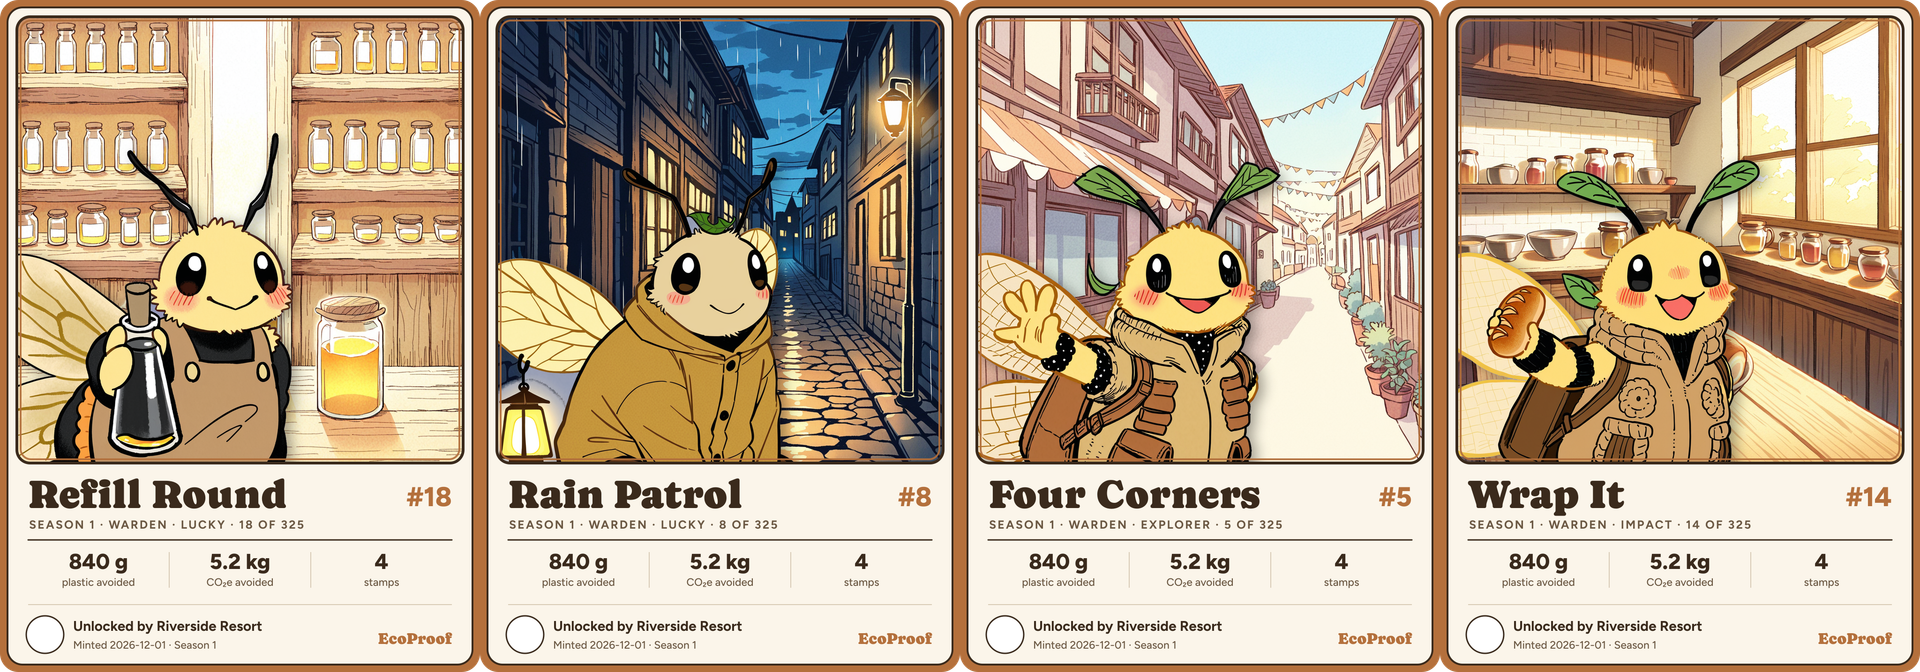 Refill Round
#18
SEASON 1 · WARDEN · LUCKY · 18 OF 325
840 g
5.2 kg
4
plastic avoided
CO₂e avoided
stamps
Unlocked by Riverside Resort
Minted 2026-12-01 · Season 1
EcoProof
Rain Patrol
#8
SEASON 1 · WARDEN · LUCKY · 8 OF 325
840 g
5.2 kg
4
plastic avoided
CO₂e avoided
stamps
Unlocked by Riverside Resort
Minted 2026-12-01 · Season 1
EcoProof
Four Corners
#5
SEASON 1 · WARDEN · EXPLORER · 5 OF 325
840 g
5.2 kg
4
plastic avoided
CO₂e avoided
stamps
Unlocked by Riverside Resort
Minted 2026-12-01 · Season 1
EcoProof
Wrap It
#14
SEASON 1 · WARDEN · IMPACT · 14 OF 325
840 g
5.2 kg
4
plastic avoided
CO₂e avoided
stamps
Unlocked by Riverside Resort
Minted 2026-12-01 · Season 1
EcoProof